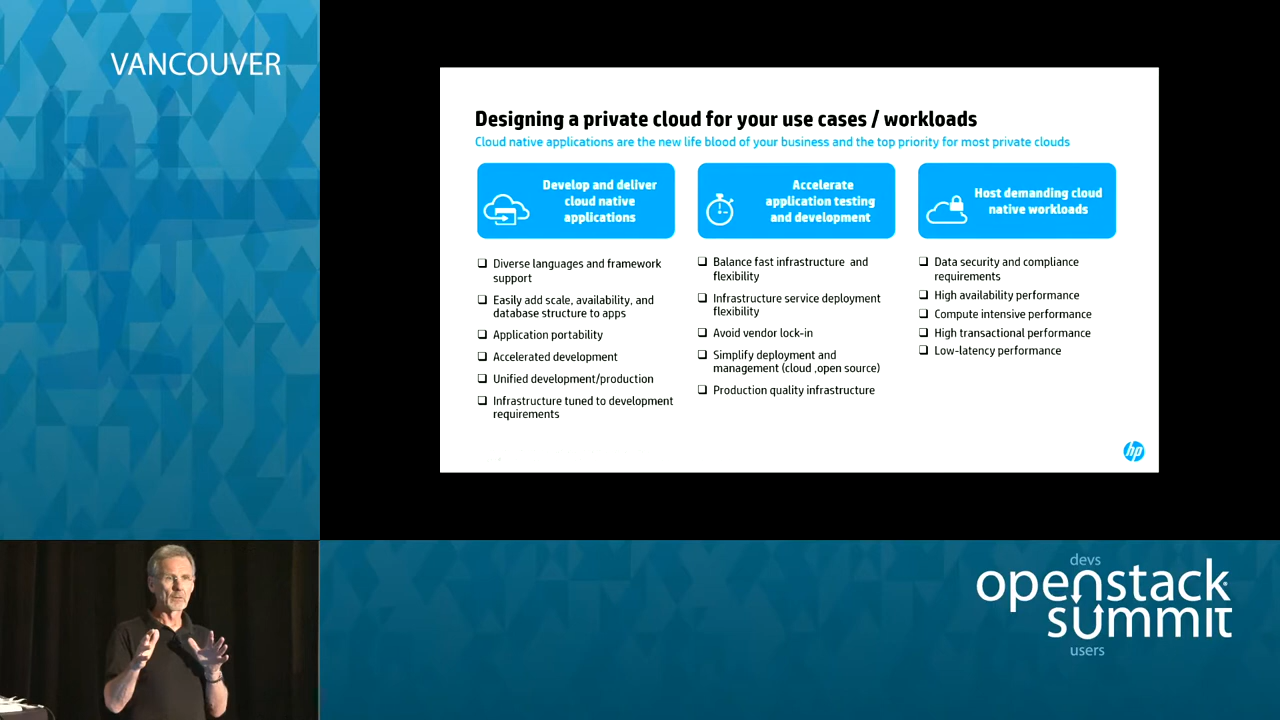 VANCOUVER
Designing a private cloud for your use cases / workloads
Cloud native applications are the new life blood of your business and the top priority for most private clouds
Develop and deliver
cloud native
applications
Diverse languages and framework
support
Easily add scale, availability, and
database structure to apps
Application portability
Accelerated development
Unified development/production
Infrastructure tuned to development
requirements
Accelerate
application testing
and development
Balance fast infrastructure and
flexibility
Infrastructure service deployment
flexibility
Avoid vendor lock-in
Simplify deployment and
management (cloud ,open source)
Production quality infrastructure
Host demanding cloud
native workloads
Data security and compliance
requirements
High availability performance
Compute intensive performance
High transactional performance
Low-latency performance
hp
devs
openstack
summit
users